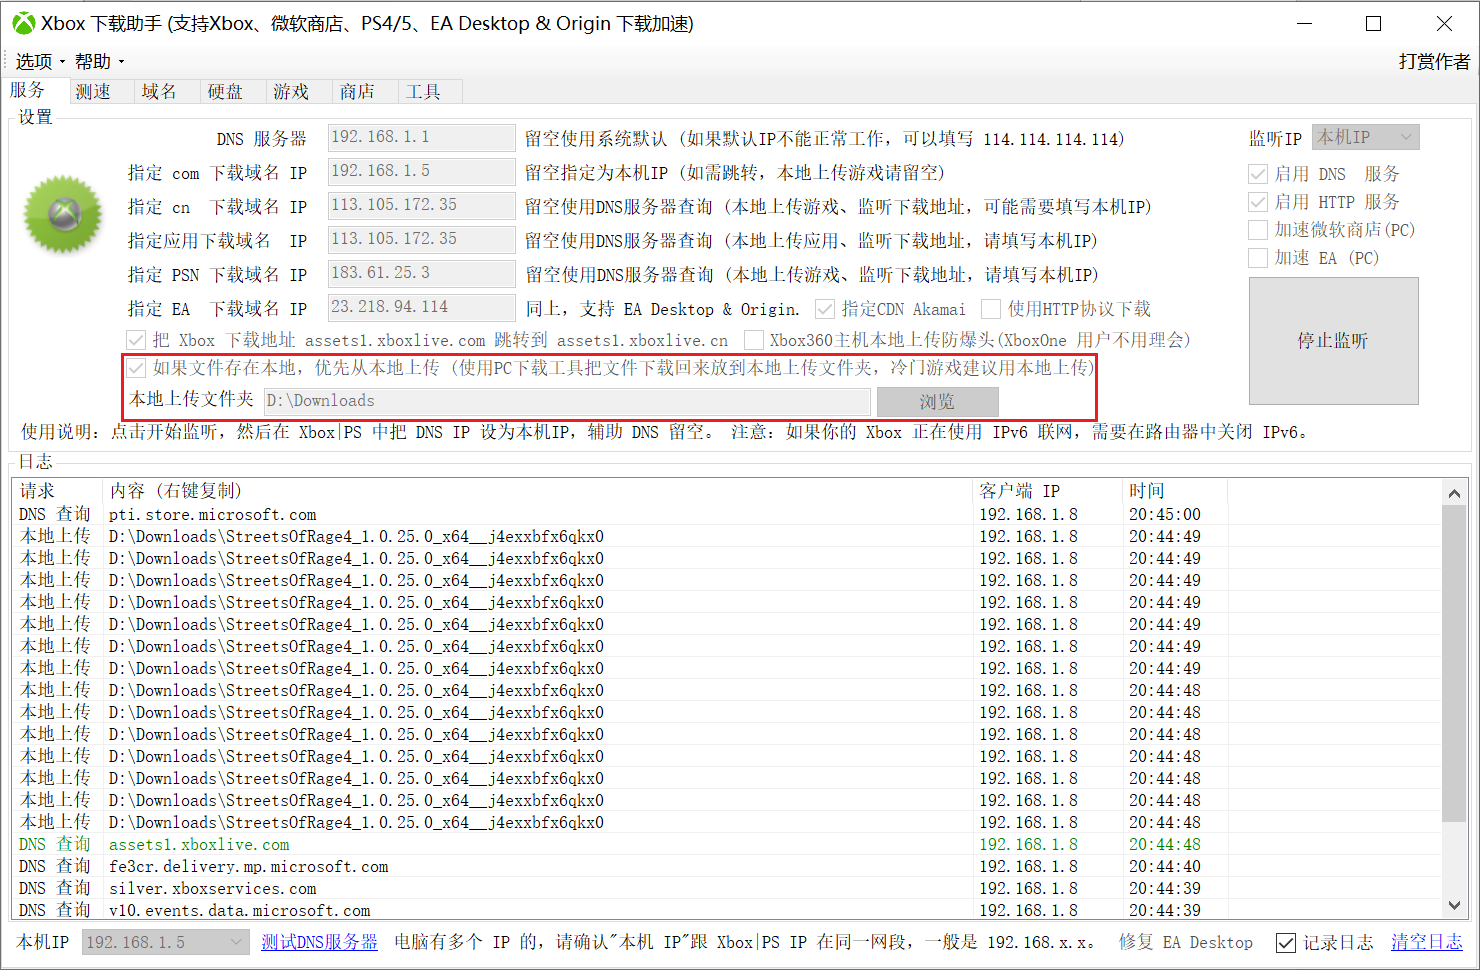 Xbox 下载助手 (支持Xbox、微软商店、PS4/5、EA Desktop & Origin 下载加速)
选项 帮助 打赏作者
服务 测速 域名 硬盘 游戏 商店 工具
设置
DNS 服务器 192.168.1.1 留空使用系统默认 (如果默认IP不能正常工作，可以填写 114.114.114.114) 监听IP 本机IP
指定 com 下载域名 IP 192.168.1.5 留空指定为本机IP (如需跳转，本地上传游戏请留空) 启用 DNS 服务
指定 cn 下载域名 IP 113.105.172.35 留空使用DNS服务器查询 (本地上传游戏、监听下载地址，可能需要填写本机IP) 启用 HTTP 服务
指定应用下载域名 IP 113.105.172.35 留空使用DNS服务器查询 (本地上传应用、监听下载地址，请填写本机IP) 加速微软商店(PC)
指定 PSN 下载域名 IP 183.61.25.3 留空使用DNS服务器查询 (本地上传游戏、监听下载地址，请填写本机IP) 加速 EA (PC)
指定 EA 下载域名 IP 23.218.94.114 同上，支持 EA Desktop & Origin. 指定CDN Akamai 使用HTTP协议下载
把 Xbox 下载地址 assets1.xboxlive.com 跳转到 assets1.xboxlive.cn Xbox360主机本地上传防爆头(XboxOne 用户不用理会) 停止监听
如果文件存在本地，优先从本地上传 (使用PC下载工具把文件下载回来放到本地上传文件夹，冷门游戏建议用本地上传)
本地上传文件夹 D:\Downloads 浏览
使用说明：点击开始监听，然后在 Xbox|PS 中把 DNS IP 设为本机IP，辅助 DNS 留空。 注意：如果你的 Xbox 正在使用 IPv6 联网，需要在路由器中关闭 IPv6。
日志
请求 内容 (右键复制) 客户端 IP 时间
DNS 查询 pti.store.microsoft.com 192.168.1.8 20:45:00
本地上传 D:\Downloads\StreetsOfRage4_1.0.25.0_x64__j4exxbfx6qkx0 192.168.1.8 20:44:49
本地上传 D:\Downloads\StreetsOfRage4_1.0.25.0_x64__j4exxbfx6qkx0 192.168.1.8 20:44:49
本地上传 D:\Downloads\StreetsOfRage4_1.0.25.0_x64__j4exxbfx6qkx0 192.168.1.8 20:44:49
本地上传 D:\Downloads\StreetsOfRage4_1.0.25.0_x64__j4exxbfx6qkx0 192.168.1.8 20:44:49
本地上传 D:\Downloads\StreetsOfRage4_1.0.25.0_x64__j4exxbfx6qkx0 192.168.1.8 20:44:49
本地上传 D:\Downloads\StreetsOfRage4_1.0.25.0_x64__j4exxbfx6qkx0 192.168.1.8 20:44:49
本地上传 D:\Downloads\StreetsOfRage4_1.0.25.0_x64__j4exxbfx6qkx0 192.168.1.8 20:44:49
本地上传 D:\Downloads\StreetsOfRage4_1.0.25.0_x64__j4exxbfx6qkx0 192.168.1.8 20:44:48
本地上传 D:\Downloads\StreetsOfRage4_1.0.25.0_x64__j4exxbfx6qkx0 192.168.1.8 20:44:48
本地上传 D:\Downloads\StreetsOfRage4_1.0.25.0_x64__j4exxbfx6qkx0 192.168.1.8 20:44:48
本地上传 D:\Downloads\StreetsOfRage4_1.0.25.0_x64__j4exxbfx6qkx0 192.168.1.8 20:44:48
本地上传 D:\Downloads\StreetsOfRage4_1.0.25.0_x64__j4exxbfx6qkx0 192.168.1.8 20:44:48
本地上传 D:\Downloads\StreetsOfRage4_1.0.25.0_x64__j4exxbfx6qkx0 192.168.1.8 20:44:48
本地上传 D:\Downloads\StreetsOfRage4_1.0.25.0_x64__j4exxbfx6qkx0 192.168.1.8 20:44:48
DNS 查询 assets1.xboxlive.com 192.168.1.8 20:44:48
DNS 查询 fe3cr.delivery.mp.microsoft.com 192.168.1.8 20:44:40
DNS 查询 silver.xboxservices.com 192.168.1.8 20:44:39
DNS 查询 v10.events.data.microsoft.com 192.168.1.8 20:44:39
本机IP 192.168.1.5 测试DNS服务器 电脑有多个 IP 的，请确认"本机 IP"跟 Xbox|PS IP 在同一网段，一般是 192.168.x.x。 修复 EA Desktop 记录日志 清空日志